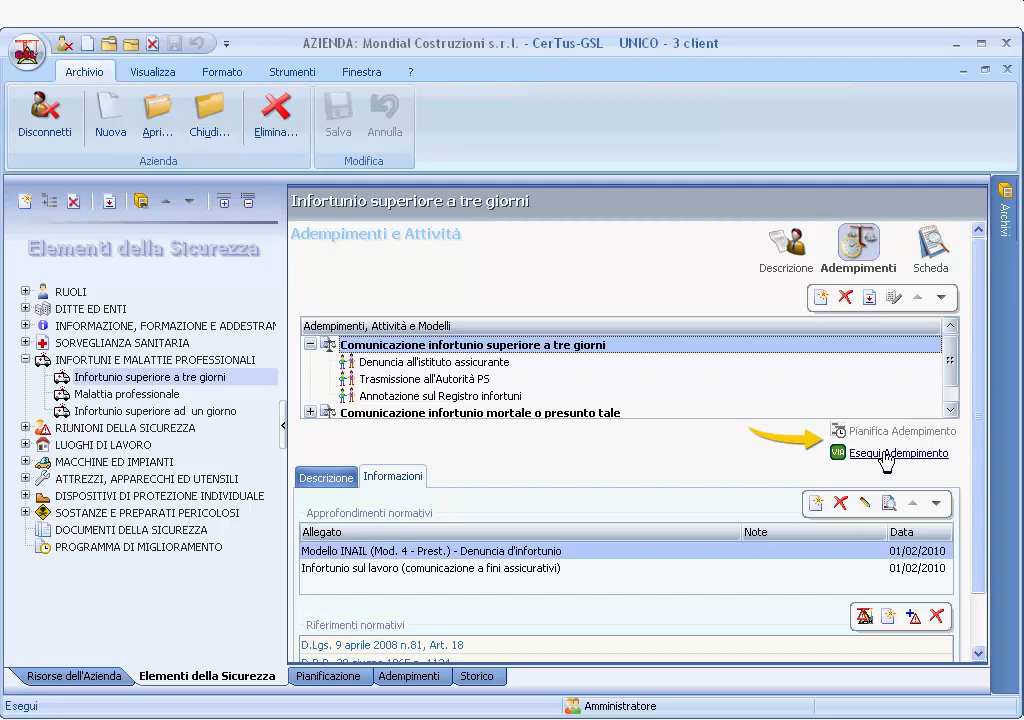 AZIENDA: Mondial Costruzioni s.r.l. - CerTus-GSL UNICO - 3 client
Archivio Visualizza Formato Strumenti Finestra ?
Disconnetti Nuova Apri... Chiudi... Elimina... Salva Annulla
Azienda Modifica
Elementi della Sicurezza
RUOLI
DITTE ED ENTI
INFORMAZIONE, FORMAZIONE E ADDESTRAN
SORVEGLIANZA SANITARIA
INFORTUNI E MALATTIE PROFESSIONALI
Infortunio superiore a tre giorni
Malattia professionale
Infortunio superiore ad un giorno
RIUNIONI DELLA SICUREZZA
LUOGHI DI LAVORO
MACCHINE ED IMPIANTI
ATTREZZI, APPARECCHI ED UTENSILI
DISPOSITIVI DI PROTEZIONE INDIVIDUALE
SOSTANZE E PREPARATI PERICOLOSI
DOCUMENTI DELLA SICUREZZA
PROGRAMMA DI MIGLIORAMENTO
Infortunio superiore a tre giorni
Adempimenti e Attività
Descrizione Adempimenti Scheda
Adempimenti, Attività e Modelli
Comunicazione infortunio superiore a tre giorni
Denuncia all'istituto assicurante
Trasmissione all'Autorità PS
Annotazione sul Registro infortuni
Comunicazione infortunio mortale o presunto tale
Pianifica Adempimento
VIA Esegui Adempimento
Descrizione Informazioni
Approfondimenti normativi
Allegato Note Data
Modello INAIL (Mod. 4 - Prest.) - Denuncia d'infortunio 01/02/2010
Infortunio sul lavoro (comunicazione a fini assicurativi) 01/02/2010
Riferimenti normativi
D.Lgs. 9 aprile 2008 n.81, Art. 18
Archivi
Risorse dell'Azienda Elementi della Sicurezza Pianificazione Adempimenti Storico
Esegui Amministratore